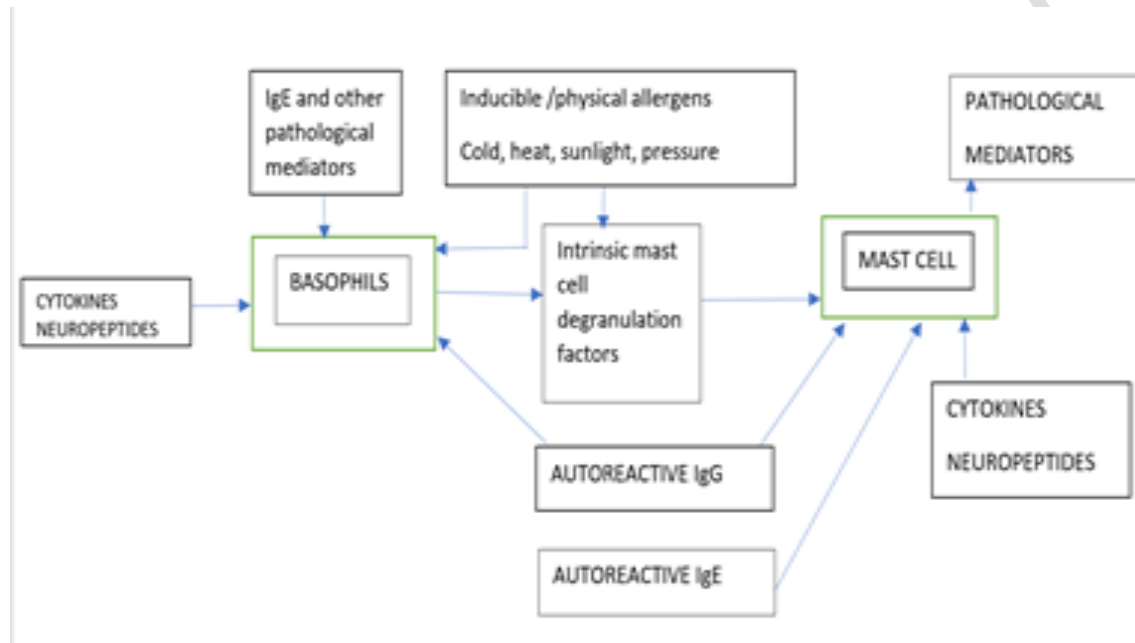 IgE and other
pathological
mediators
Inducible /physical allergens
Cold, heat, sunlight, pressure
PATHOLOGICAL
MEDIATORS
CYTOKINES
NEUROPEPTIDES
BASOPHILS
Intrinsic mast
cell
degranulation
factors
MAST CELL
CYTOKINES
NEUROPEPTIDES
AUTOREACTIVE IgG
AUTOREACTIVE IgE